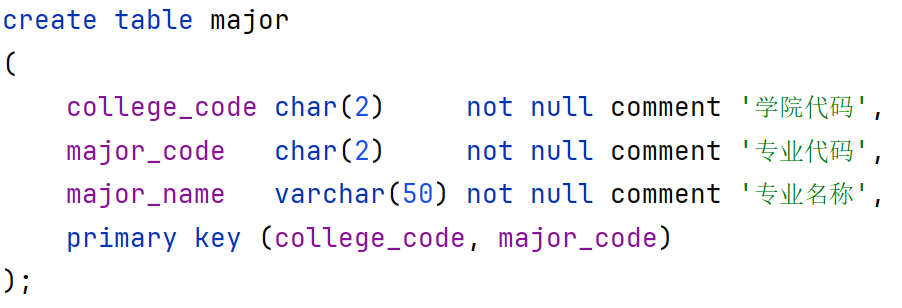 create table major
(
    college_code char(2)     not null comment '学院代码',
    major_code   char(2)     not null comment '专业代码',
    major_name   varchar(50) not null comment '专业名称',
    primary key (college_code, major_code)
);